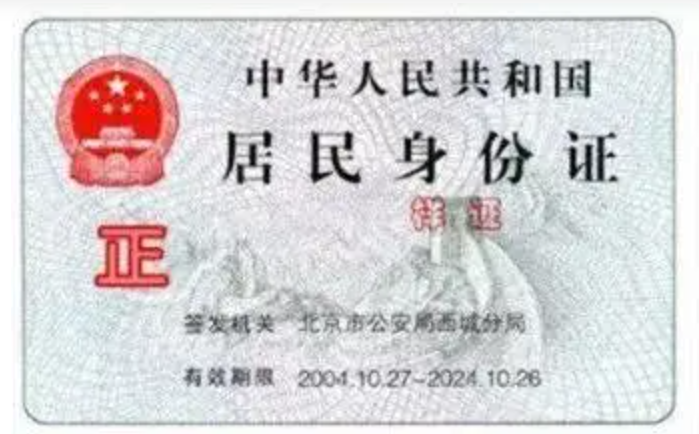 中华人民共和国
居民身份证
样 证
正
签发机关 北京市公安局西城分局
有效期限 2004.10.27-2024.10.26